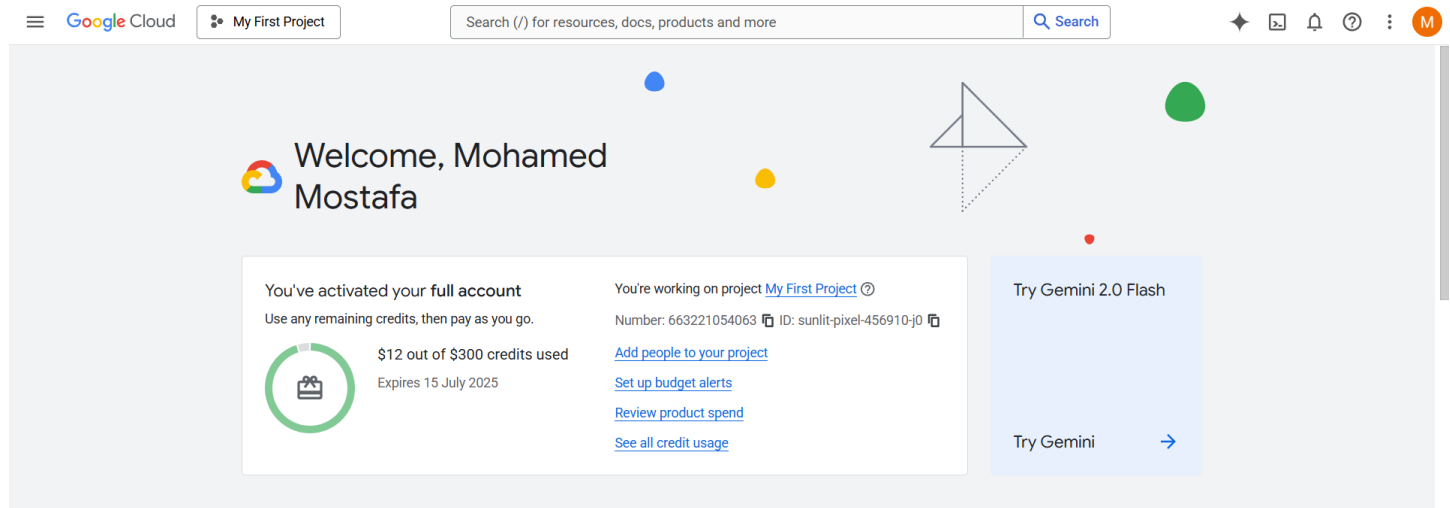 Google Cloud
My First Project
Search (/) for resources, docs, products and more
Search
M
Welcome, Mohamed
Mostafa
You've activated your full account
Use any remaining credits, then pay as you go.
$12 out of $300 credits used
Expires 15 July 2025
You're working on project My First Project
Number: 663221054063 ID: sunlit-pixel-456910-j0
Add people to your project
Set up budget alerts
Review product spend
See all credit usage
Try Gemini 2.0 Flash
Try Gemini